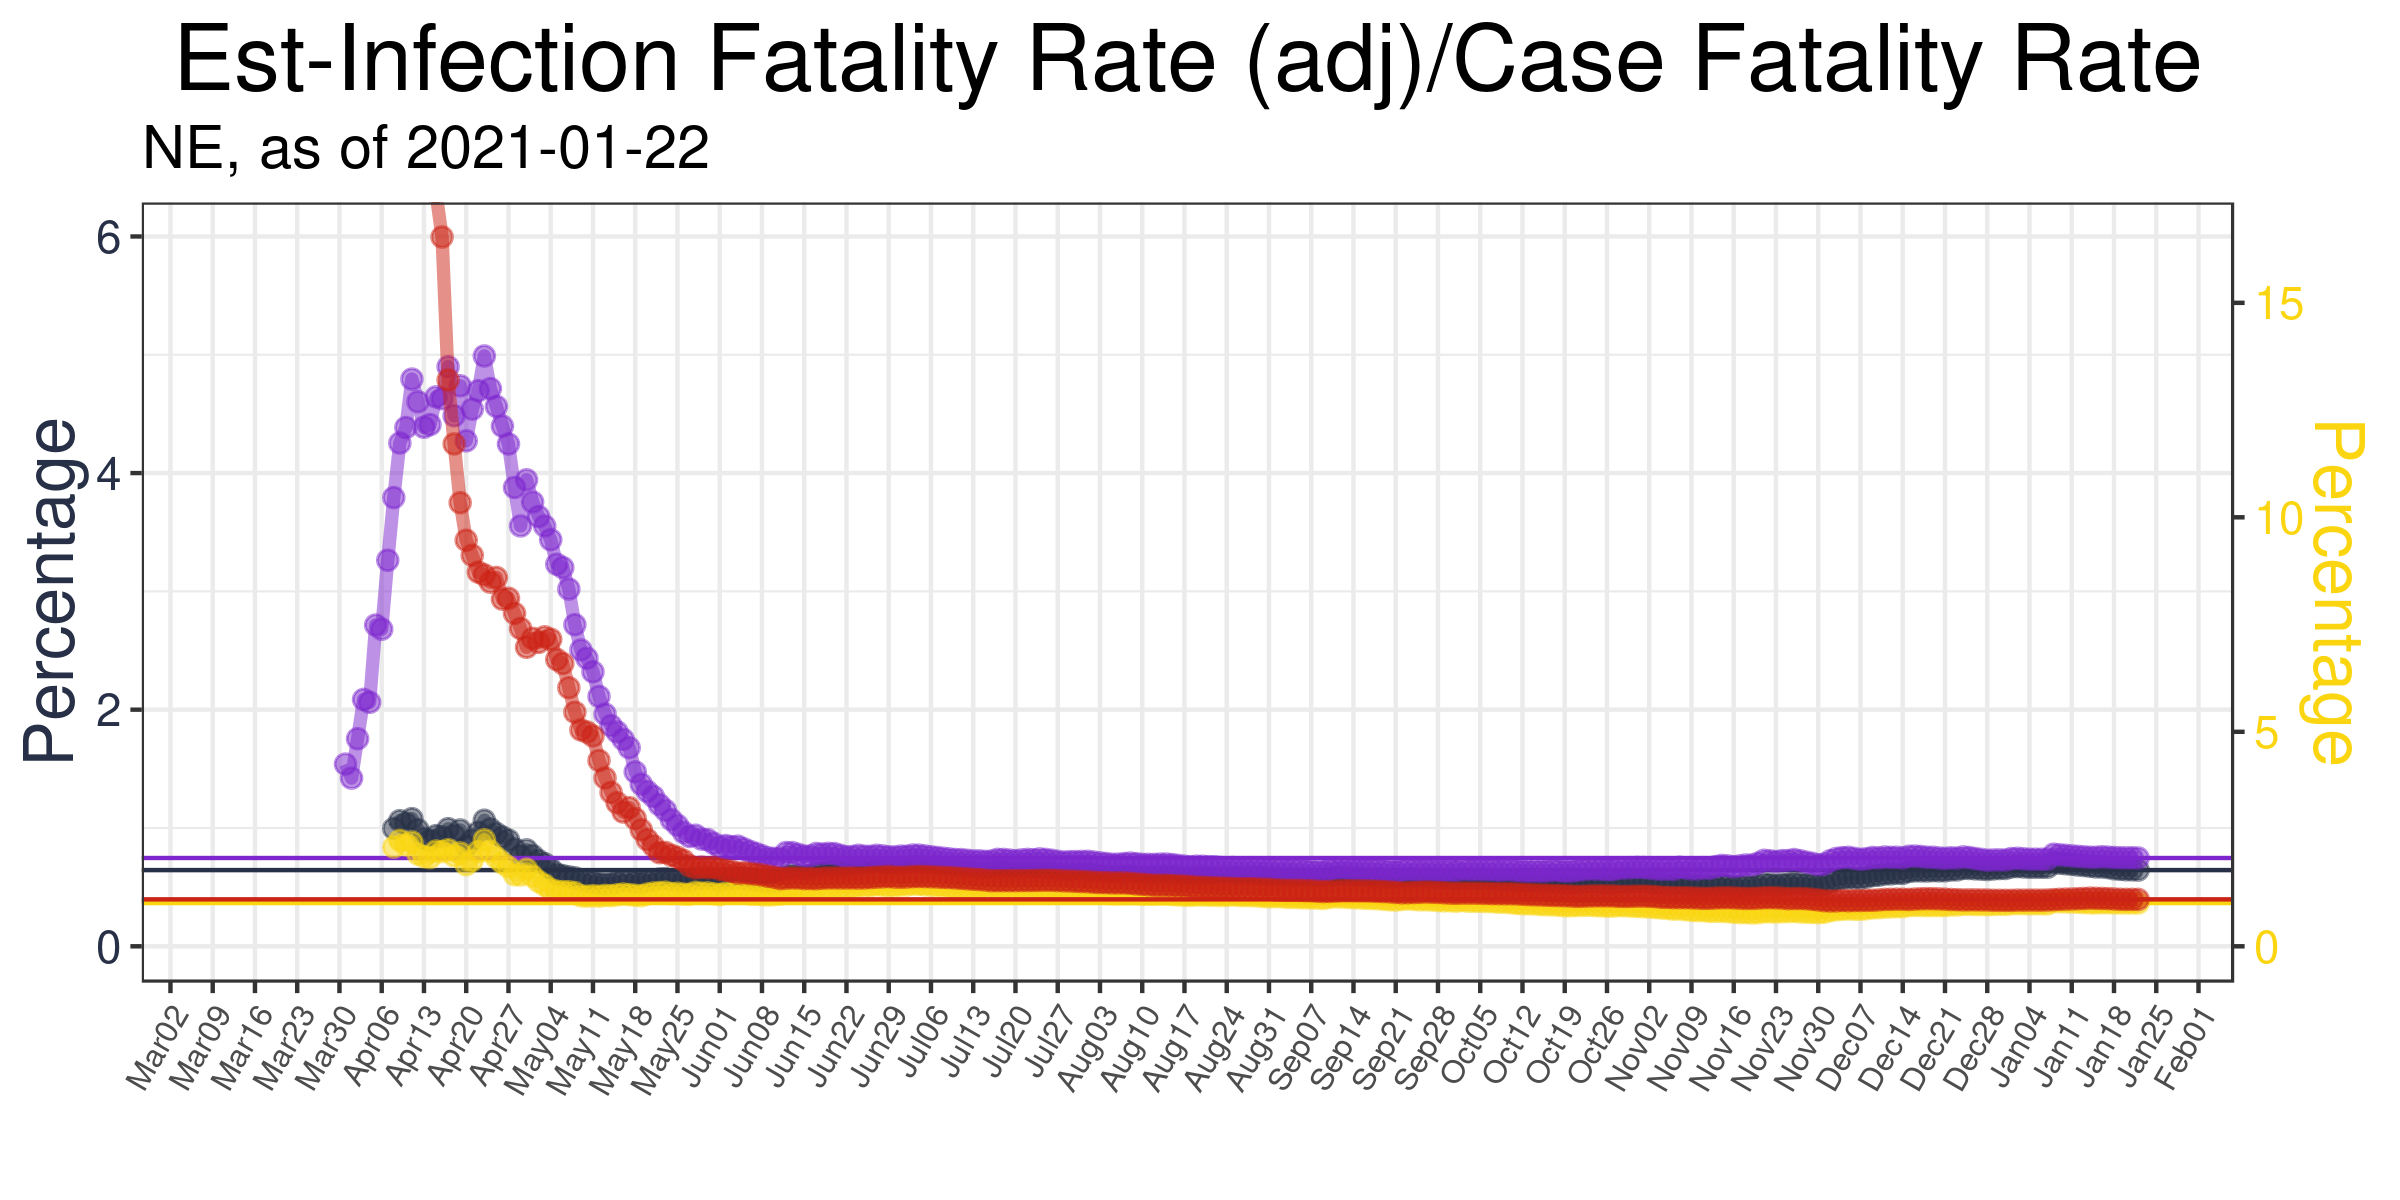 Est-Infection Fatality Rate (adj)/Case Fatality Rate
NE, as of 2021-01-22
Percentage
6
4
2
0
15
10
5
0
Percentage
Mar02
Mar09
Mar16
Mar23
Mar30
Apr06
Apr13
Apr20
Apr27
May04
May11
May18
May25
Jun01
Jun08
Jun15
Jun22
Jun29
Jul06
Jul13
Jul20
Jul27
Aug03
Aug10
Aug17
Aug24
Aug31
Sep07
Sep14
Sep21
Sep28
Oct05
Oct12
Oct19
Oct26
Nov02
Nov09
Nov16
Nov23
Nov30
Dec07
Dec14
Dec21
Dec28
Jan04
Jan11
Jan18
Jan25
Feb01